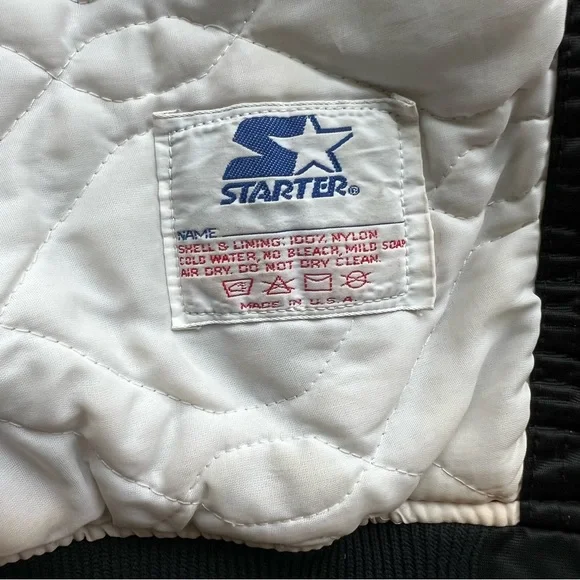 STARTER®
NAME
SHELL & LINING: 100% NYLON
COLD WATER, NO BLEACH, MILD SOAP
AIR DRY. DO NOT DRY CLEAN.
MADE IN U.S.A.